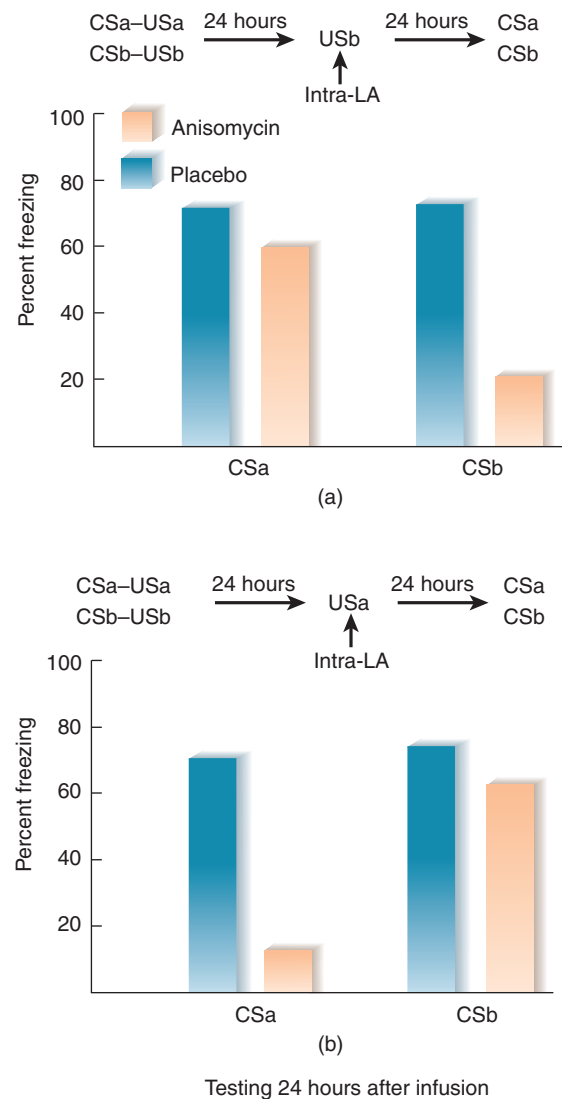 CSa–USa 24 hours USb 24 hours CSa
CSb–USb CSb
Intra-LA
100
Anisomycin
Placebo
80
60
40
20
Percent freezing
CSa CSb
(a)
CSa–USa 24 hours USa 24 hours CSa
CSb–USb CSb
Intra-LA
100
80
60
40
20
Percent freezing
CSa CSb
(b)
Testing 24 hours after infusion